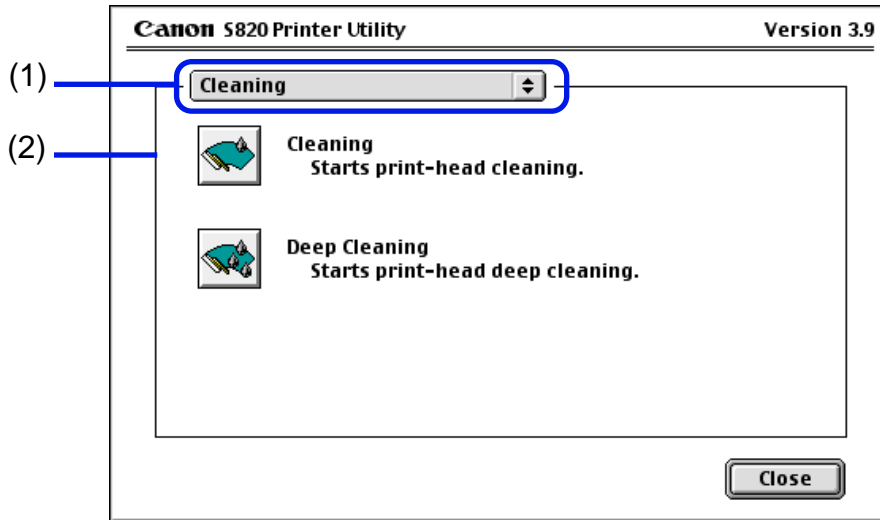 Canon S820 Printer Utility Version 3.9
(1) Cleaning
(2)
Cleaning
Starts print-head cleaning.
Deep Cleaning
Starts print-head deep cleaning.
Close